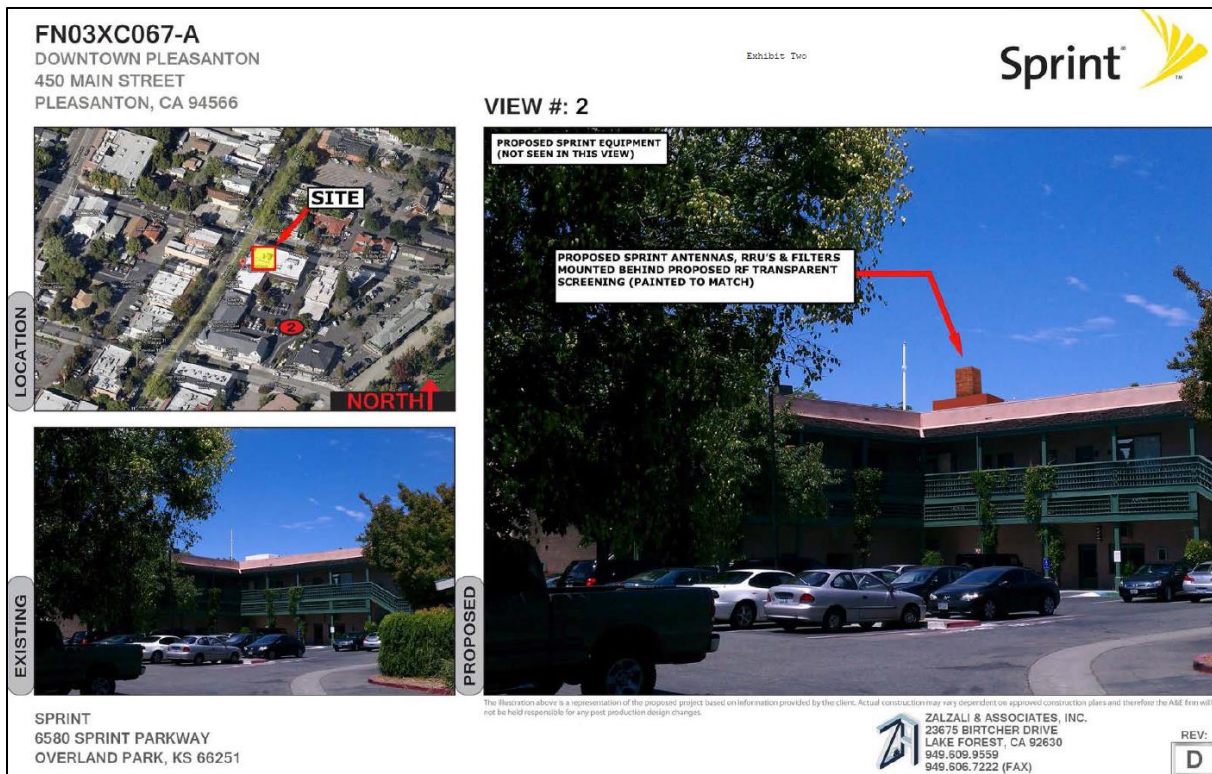 FN03XC067-A
DOWNTOWN PLEASANTON
450 MAIN STREET
PLEASANTON, CA 94566
Exhibit Two
Sprint
VIEW #: 2
LOCATION
SITE
2
NORTH
EXISTING
PROPOSED
PROPOSED SPRINT EQUIPMENT
(NOT SEEN IN THIS VIEW)
PROPOSED SPRINT ANTENNAS, RRU'S & FILTERS
MOUNTED BEHIND PROPOSED RF TRANSPARENT
SCREENING (PAINTED TO MATCH)
The illustration above is a representation of the proposed project based on information provided by the client. Actual construction may vary dependent on approved construction plans and therefore the A&E firm will
not be held responsible for any post production design changes.
SPRINT
6580 SPRINT PARKWAY
OVERLAND PARK, KS 66251
ZALZALI & ASSOCIATES, INC.
23675 BIRTCHER DRIVE
LAKE FOREST, CA 92630
949.609.9559
949.606.7222 (FAX)
REV:
D